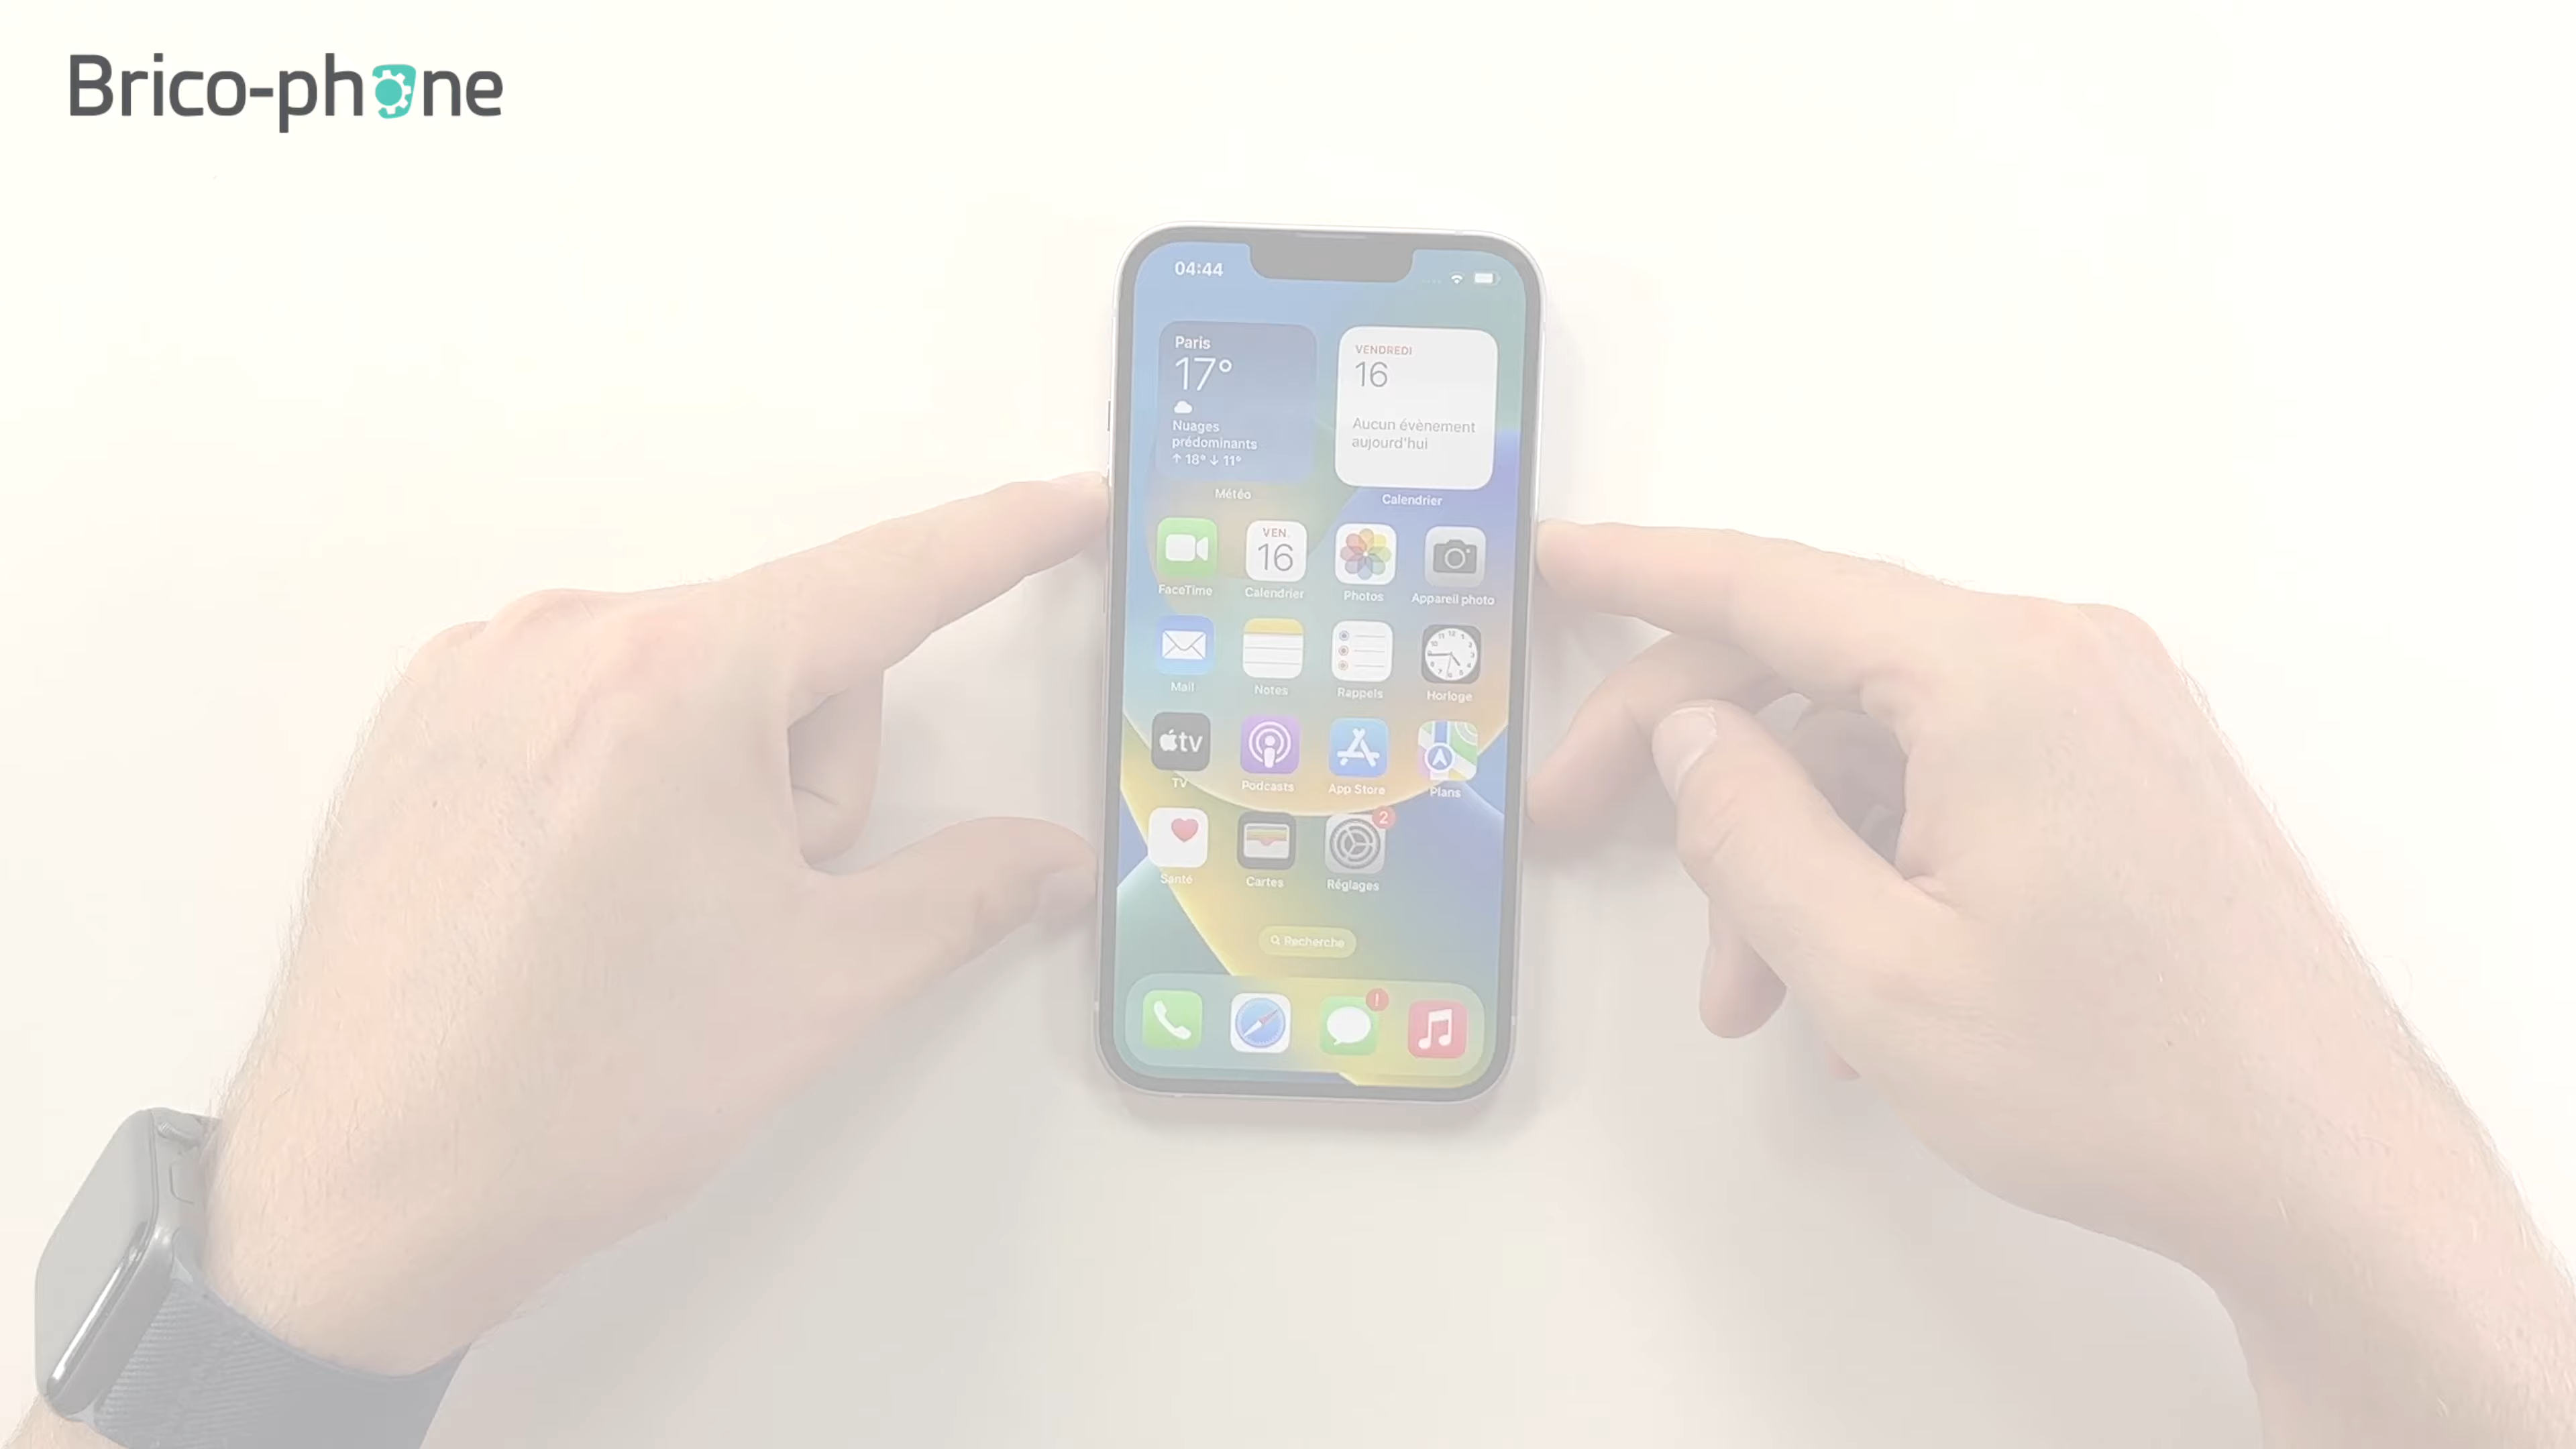 Brico-phone
04:44
Paris
17°
Nuages
prédominants
↑ 18° ↓ 11°
Météo
VENDREDI
16
Aucun évènement
aujourd'hui
Calendrier
FaceTime
VEN.
16
Calendrier
Photos
Appareil photo
Mail
Notes
Rappels
Horloge
tv
TV
Podcasts
App Store
Plans
Santé
Cartes
2
Réglages
Recherche
!